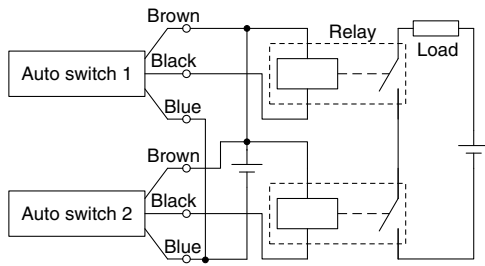 Brown
Relay
Auto switch 1
Black
Load
Blue
Brown
Auto switch 2
Black
Blue